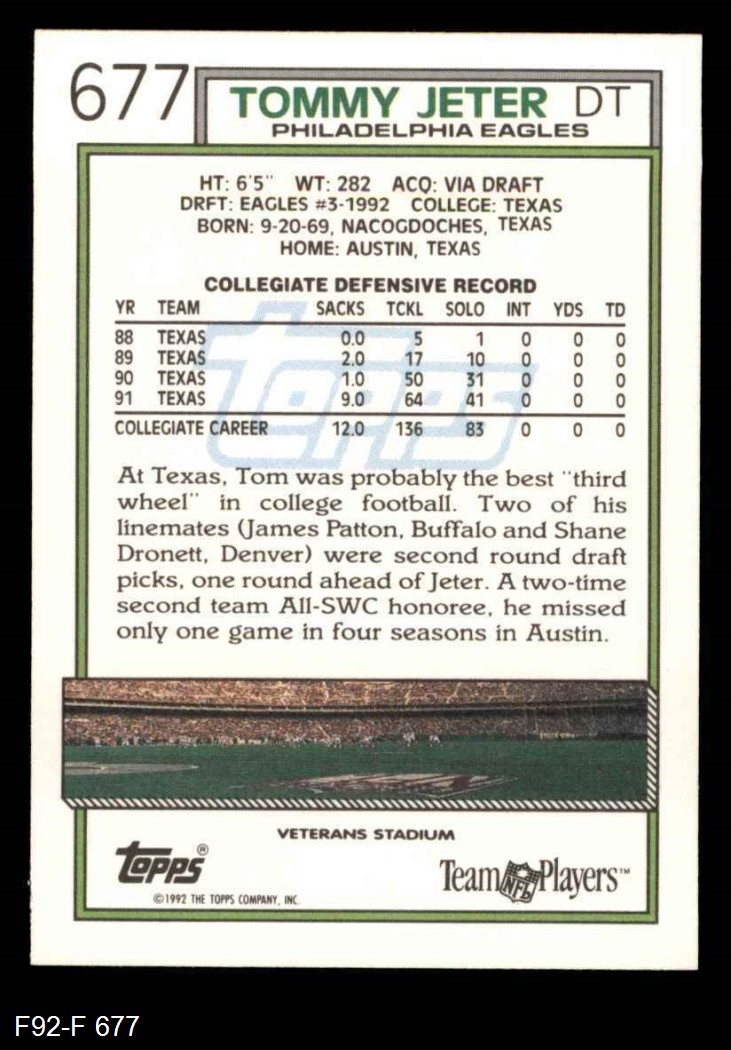 677
TOMMY JETER DT
PHILADELPHIA EAGLES
HT: 6'5" WT: 282 ACQ: VIA DRAFT
DRFT: EAGLES #3-1992 COLLEGE: TEXAS
BORN: 9-20-69, NACOGDOCHES, TEXAS
HOME: AUSTIN, TEXAS
COLLEGIATE DEFENSIVE RECORD
YR TEAM SACKS TCKL SOLO INT YDS TD
88 TEXAS 0.0 5 1 0 0 0
89 TEXAS 2.0 17 10 0 0 0
90 TEXAS 1.0 50 31 0 0 0
91 TEXAS 9.0 64 41 0 0 0
COLLEGIATE CAREER 12.0 136 83 0 0 0
topps
At Texas, Tom was probably the best "third
wheel" in college football. Two of his
linemates (James Patton, Buffalo and Shane
Dronett, Denver) were second round draft
picks, one round ahead of Jeter. A two-time
second team All-SWC honoree, he missed
only one game in four seasons in Austin.
VETERANS STADIUM
topps®
©1992 THE TOPPS COMPANY, INC.
Team NFL Players™
F92-F 677